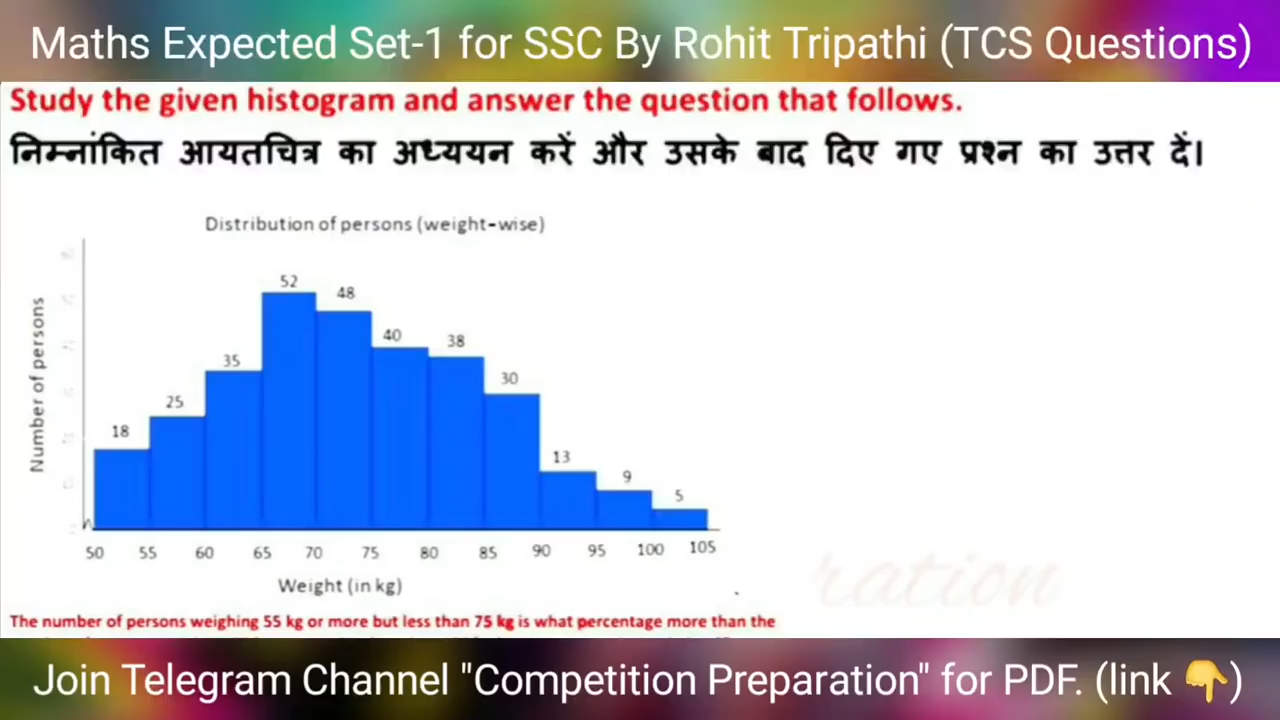 Maths Expected Set-1 for SSC By Rohit Tripathi (TCS Questions)
Study the given histogram and answer the question that follows.
निम्नांकित आयतचित्र का अध्ययन करें और उसके बाद दिए गए प्रश्न का उत्तर दें।
Distribution of persons (weight-wise)
Number of persons
52
48
40
38
35
30
25
18
13
9
5
50 55 60 65 70 75 80 85 90 95 100 105
Weight (in kg)
ration
The number of persons weighing 55 kg or more but less than 75 kg is what percentage more than the
Join Telegram Channel "Competition Preparation" for PDF. (link 👇)